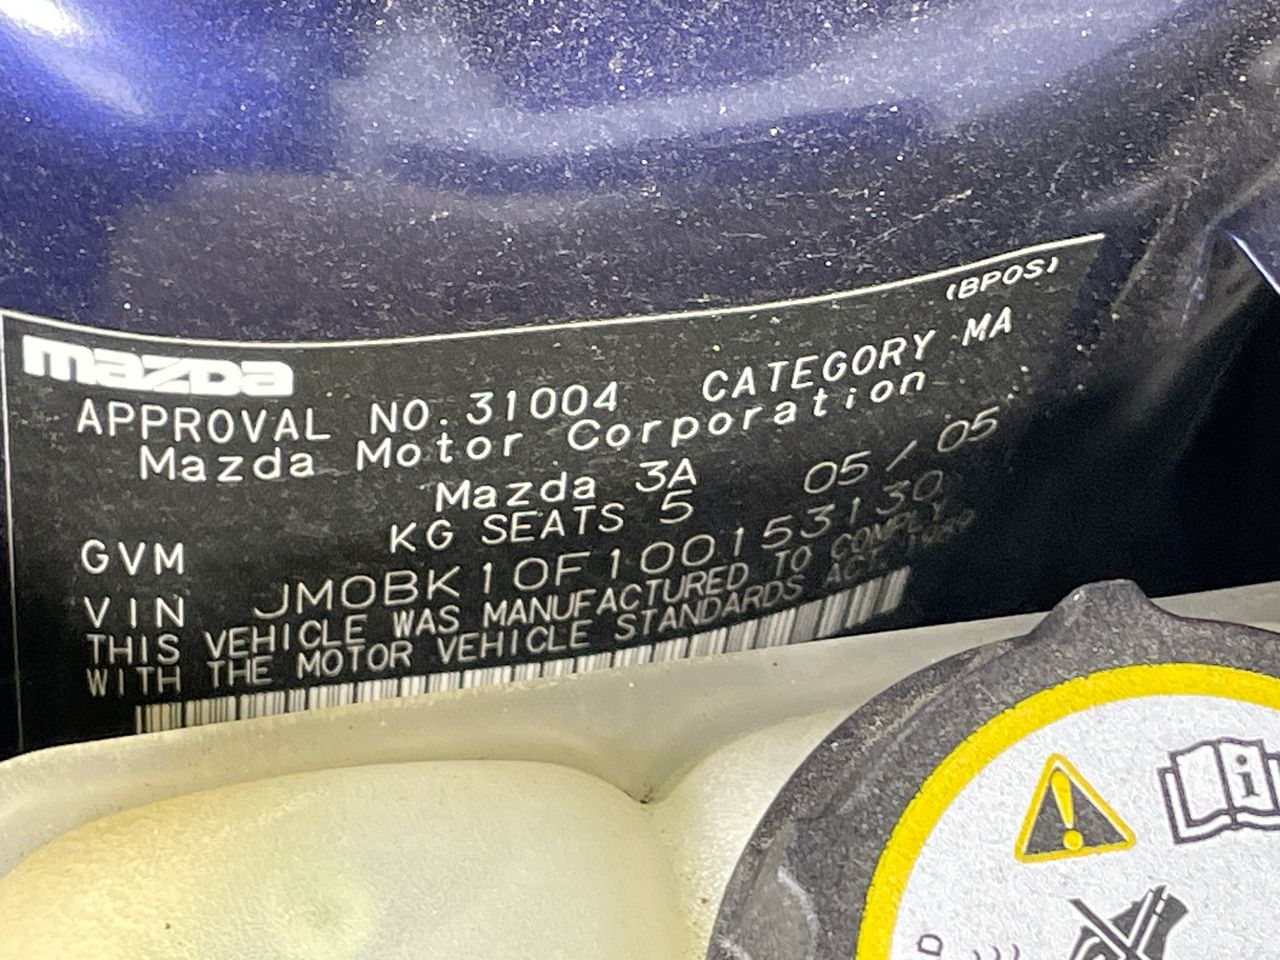 (BPOS)
mazda
APPROVAL NO. 31004 CATEGORY MA
Mazda Motor Corporation
Mazda 3A 05/05
GVM KG SEATS 5
VIN JM0BK10F100153130
THIS VEHICLE WAS MANUFACTURED TO COMPLY
WITH THE MOTOR VEHICLE STANDARDS ACT. 1989
i